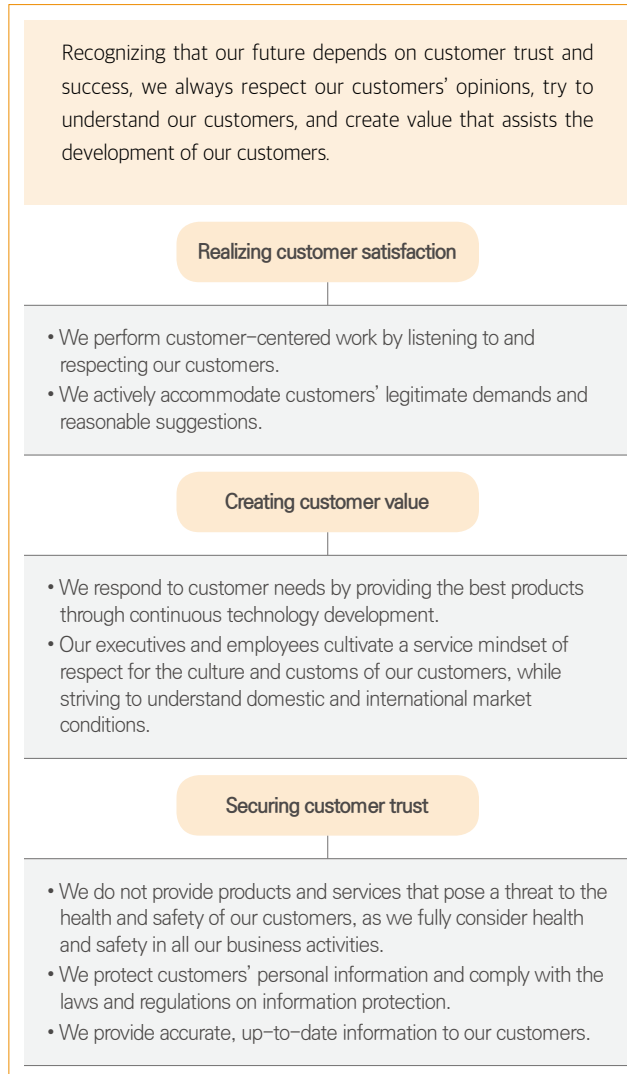 Recognizing that our future depends on customer trust and
success, we always respect our customers’ opinions, try to
understand our customers, and create value that assists the
development of our customers.
Realizing customer satisfaction
• We perform customer-centered work by listening to and
respecting our customers.
• We actively accommodate customers’ legitimate demands and
reasonable suggestions.
Creating customer value
• We respond to customer needs by providing the best products
through continuous technology development.
• Our executives and employees cultivate a service mindset of
respect for the culture and customs of our customers, while
striving to understand domestic and international market
conditions.
Securing customer trust
• We do not provide products and services that pose a threat to the
health and safety of our customers, as we fully consider health
and safety in all our business activities.
• We protect customers’ personal information and comply with the
laws and regulations on information protection.
• We provide accurate, up-to-date information to our customers.